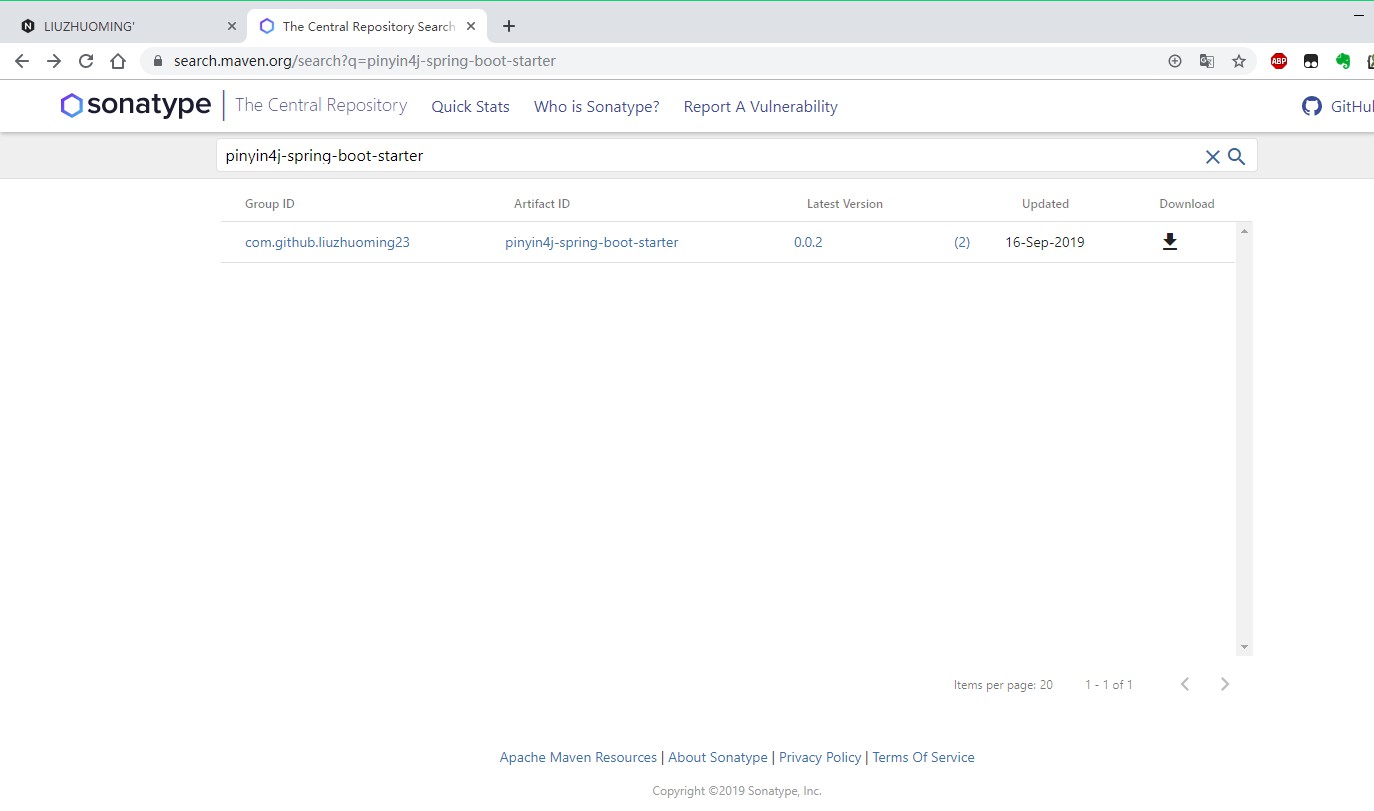 LIUZHUOMING'
The Central Repository Search
search.maven.org/search?q=pinyin4j-spring-boot-starter
ABP
sonatype The Central Repository Quick Stats Who is Sonatype? Report A Vulnerability GitHu
pinyin4j-spring-boot-starter
Group ID Artifact ID Latest Version Updated Download
com.github.liuzhuoming23 pinyin4j-spring-boot-starter 0.0.2 (2) 16-Sep-2019
Items per page: 20 1 - 1 of 1
Apache Maven Resources | About Sonatype | Privacy Policy | Terms Of Service
Copyright ©2019 Sonatype, Inc.